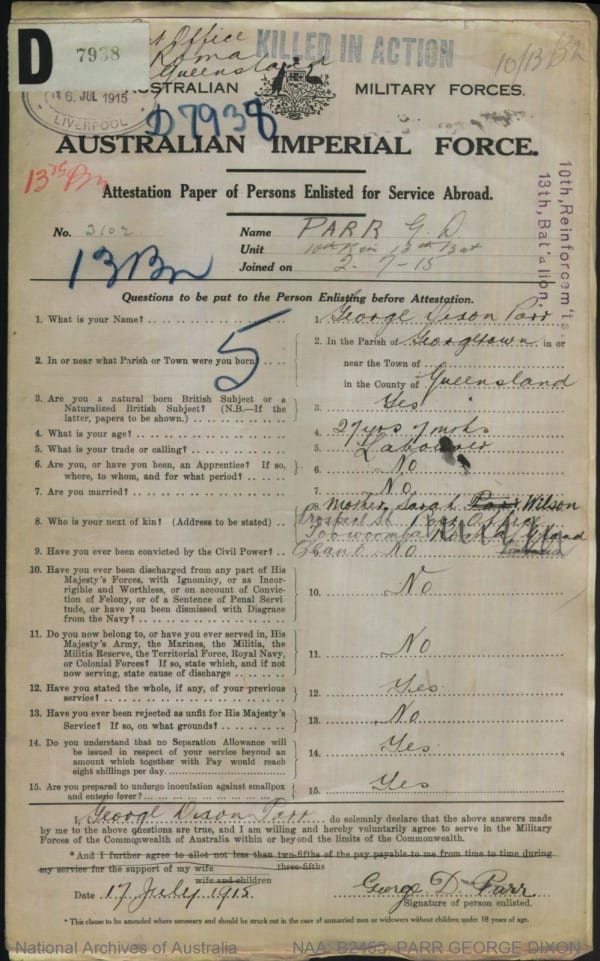 Post Office
D
7938
Roma
Queensland
KILLED IN ACTION
10/13/Bn
16 JUL 1915
LIVERPOOL
AUSTRALIAN MILITARY FORCES.
D7938
AUSTRALIAN IMPERIAL FORCE.
13th Bn
Attestation Paper of Persons Enlisted for Service Abroad.
10th, Reinforcem'ts
13th, Bat'alion.
No. 3102 Name PARR G. D.
Unit 10th Rein 13th Bat
Joined on 2-7-15
13Bn
Questions to be put to the Person Enlisting before Attestation.
5
1. What is your Name? 1. George Dixon Parr
2. In or near what Parish or Town were you born? 2. In the Parish of Georgetown in or
near the Town of
in the County of Queensland
3. Are you a natural born British Subject or a
Naturalized British Subject? (N.B.—If the
latter, papers to be shown.) 3. Yes
4. What is your age? 4. 27 yrs 7 mths
5. What is your trade or calling? 5. Labourer
6. Are you, or have you been, an Apprentice? If so,
where, to whom, and for what period? 6. No
7. Are you married? 7. No
8. Who is your next of kin? (Address to be stated) 8. Mother Sarah Parr Wilson
Prospect St Post Office
Toowoomba Roma
9. Have you ever been convicted by the Civil Power? 9. No
10. Have you ever been discharged from any part of His
Majesty's Forces, with Ignominy, or as Incor-
rigible and Worthless, or on account of Convic-
tion of Felony, or of a Sentence of Penal Servi
tude, or have you been dismissed with Disgrace
from the Navy? 10. No
11. Do you now belong to, or have you ever served in, His
Majesty's Army, the Marines, the Militia, the
Militia Reserve, the Territorial Force, Royal Navy,
or Colonial Forces? If so, state which, and if not
now serving, state cause of discharge 11. No
12. Have you stated the whole, if any, of your previous
service? 12. Yes
13. Have you ever been rejected as unfit for His Majesty's
Service? If so, on what grounds? 13. No
14. Do you understand that no Separation Allowance will
be issued in respect of your service beyond an
amount which together with Pay would reach
eight shillings per day. 14. Yes
15. Are you prepared to undergo inoculation against smallpox
and enteric fever? 15. Yes
I, George Dixon Parr do solemnly declare that the above answers made
by me to the above questions are true, and I am willing and hereby voluntarily agree to serve in the Military
Forces of the Commonwealth of Australia within or beyond the limits of the Commonwealth.
* And I further agree to allot not less than two-fifths of the pay payable to me from time to time during
three-fifths
my service for the support of my wife
wife and children
Date 17 July 1915 George D. Parr
Signature of person enlisted.
* This clause to be amended where necessary and should be struck out in the case of unmarried men or widowers without children under 18 years of age.
National Archives of Australia NAA: B2455, PARR GEORGE DIXON